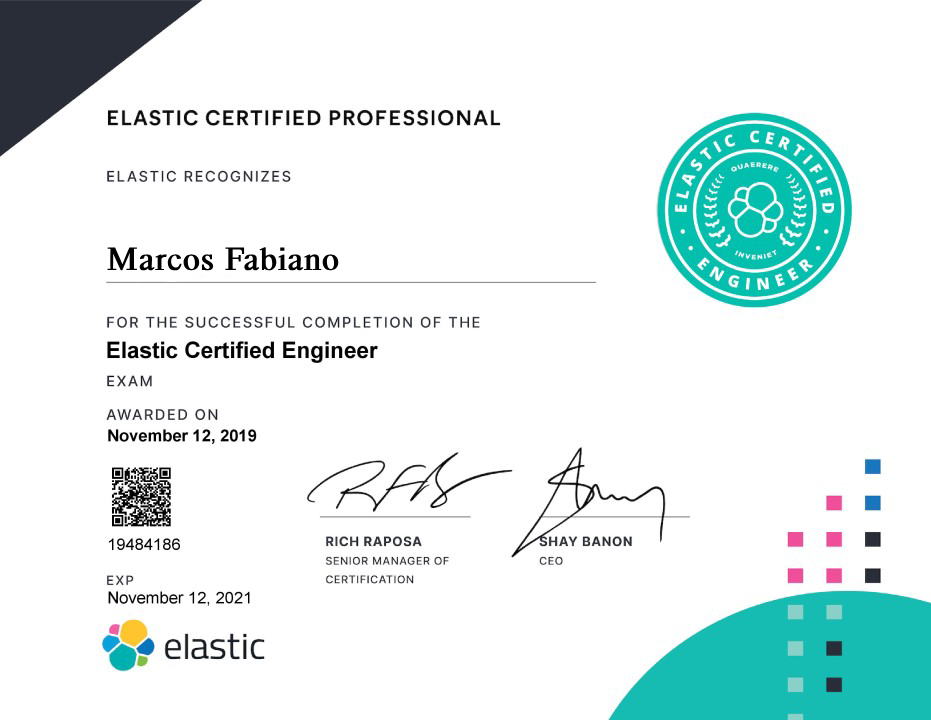 ELASTIC CERTIFIED PROFESSIONAL
ELASTIC RECOGNIZES
ELASTIC CERTIFIED
QUAERERE
INVENIET
ENGINEER
Marcos Fabiano
FOR THE SUCCESSFUL COMPLETION OF THE
Elastic Certified Engineer
EXAM
AWARDED ON
November 12, 2019
19484186
RICH RAPOSA
SENIOR MANAGER OF
CERTIFICATION
SHAY BANON
CEO
EXP
November 12, 2021
elastic